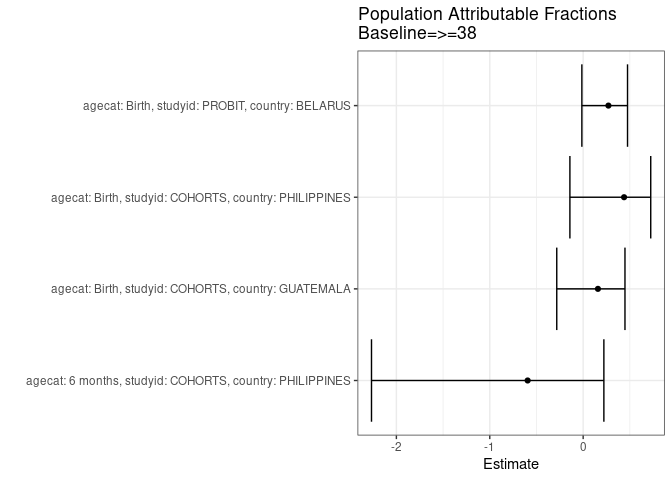 Population Attributable Fractions
Baseline=>=38
agecat: Birth, studyid: PROBIT, country: BELARUS
agecat: Birth, studyid: COHORTS, country: PHILIPPINES
agecat: Birth, studyid: COHORTS, country: GUATEMALA
agecat: 6 months, studyid: COHORTS, country: PHILIPPINES
-2 -1 0
Estimate